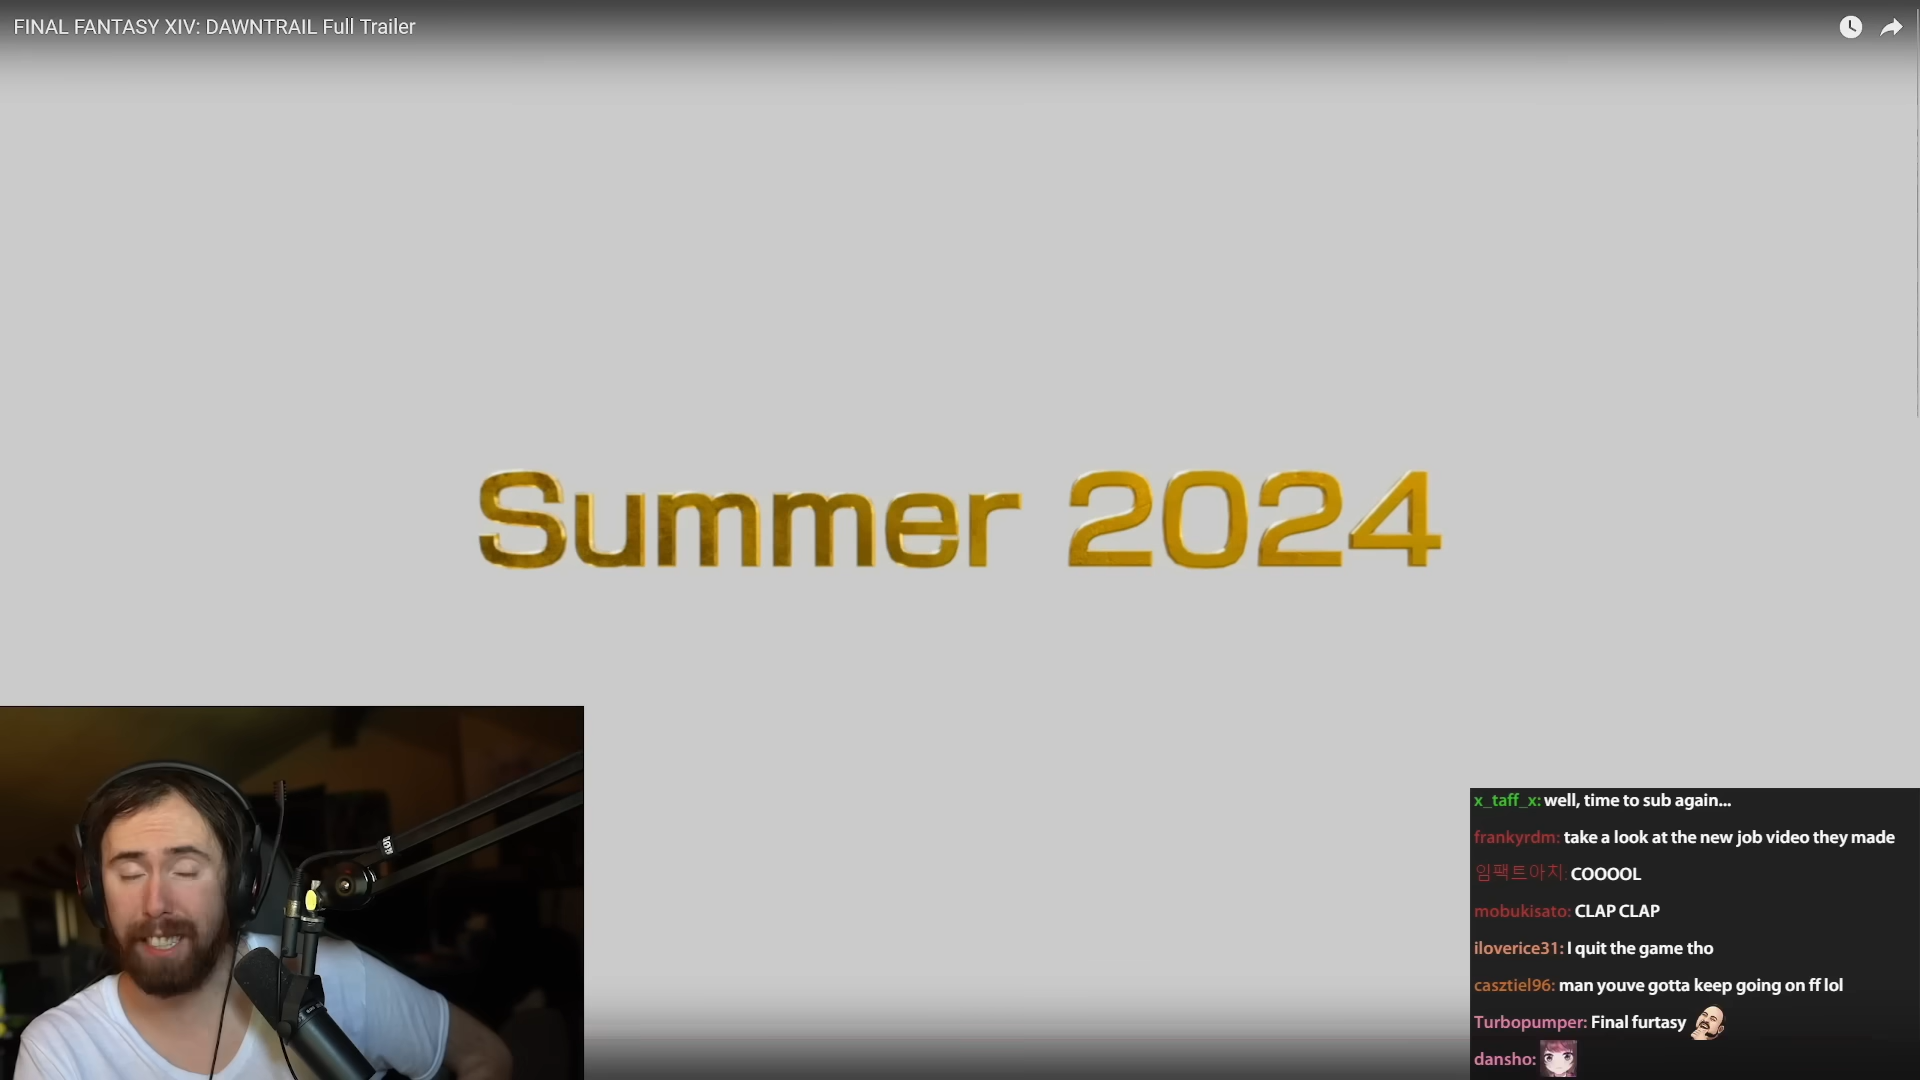 FINAL FANTASY XIV: DAWNTRAIL Full Trailer
Summer 2024
x_taff_x: well, time to sub again...
frankyrdm: take a look at the new job video they made
임팩트아치: COOOOL
mobukisato: CLAP CLAP
iloverice31: I quit the game tho
casztiel96: man youve gotta keep going on ff lol
Turbopumper: Final furtasy
dansho: